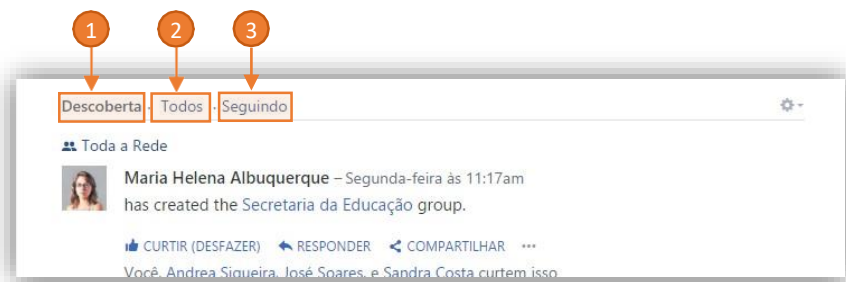 1 2 3
Descoberta · Todos · Seguindo
Toda a Rede
Maria Helena Albuquerque – Segunda-feira às 11:17am
has created the Secretaria da Educação group.
CURTIR (DESFAZER) RESPONDER COMPARTILHAR ···
Você, Andrea Siqueira, José Soares, e Sandra Costa curtem isso